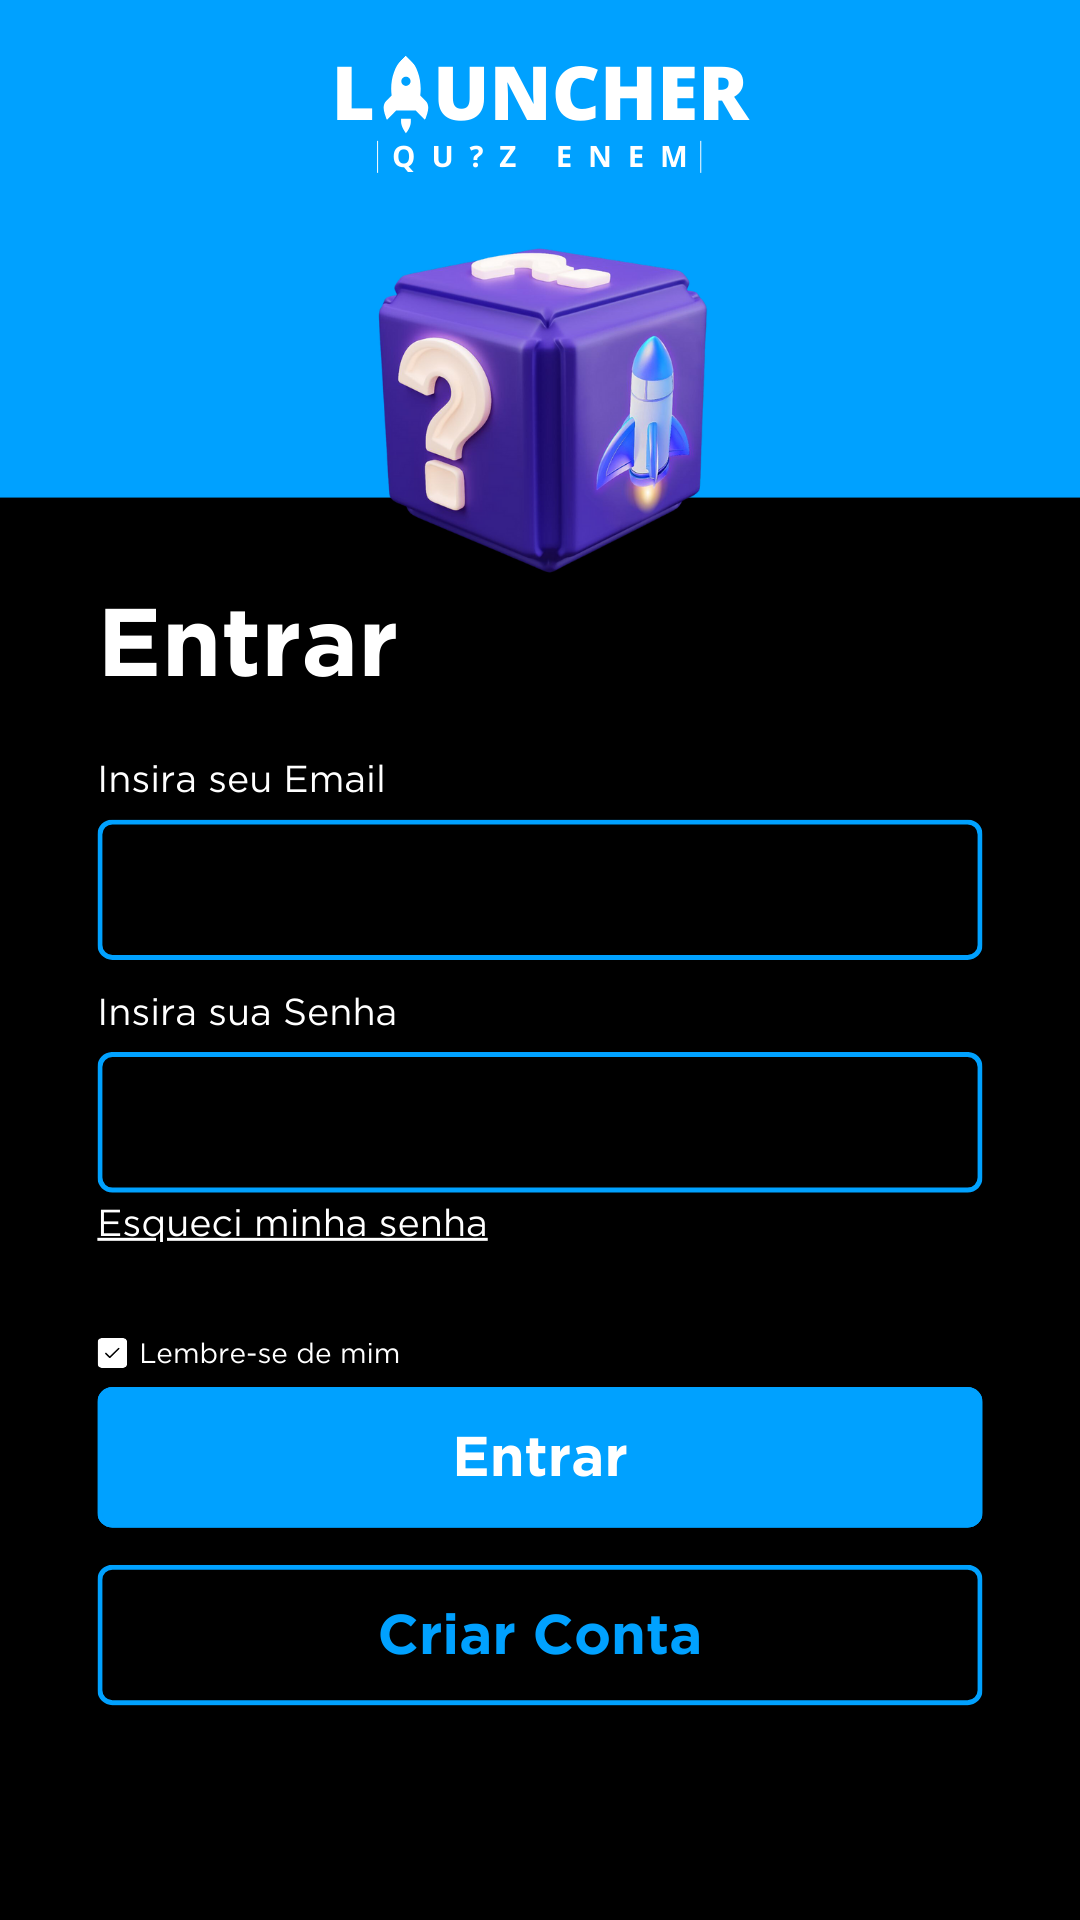 LAUNCHER
QU?Z ENEM
?
?
Entrar
Insira seu Email
Insira sua Senha
Esqueci minha senha
Lembre-se de mim
Entrar
Criar Conta